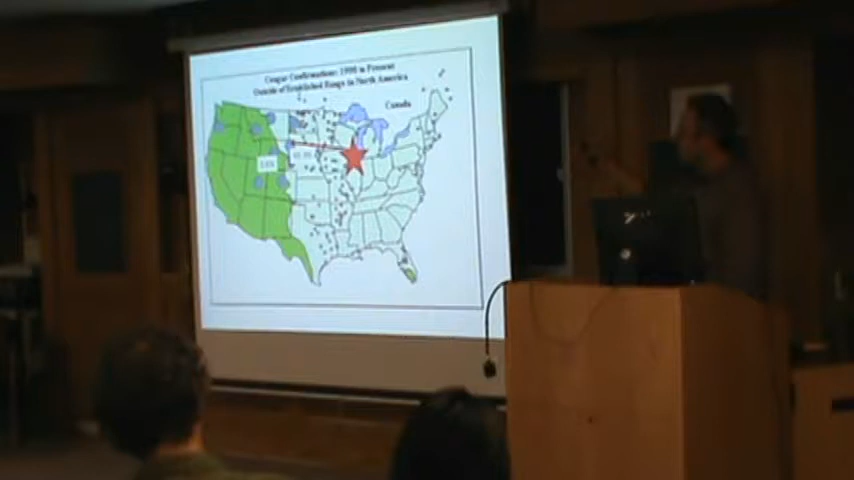 Cougar Confirmations: 1990 to Present
Outside of Established Range in North America
Canada